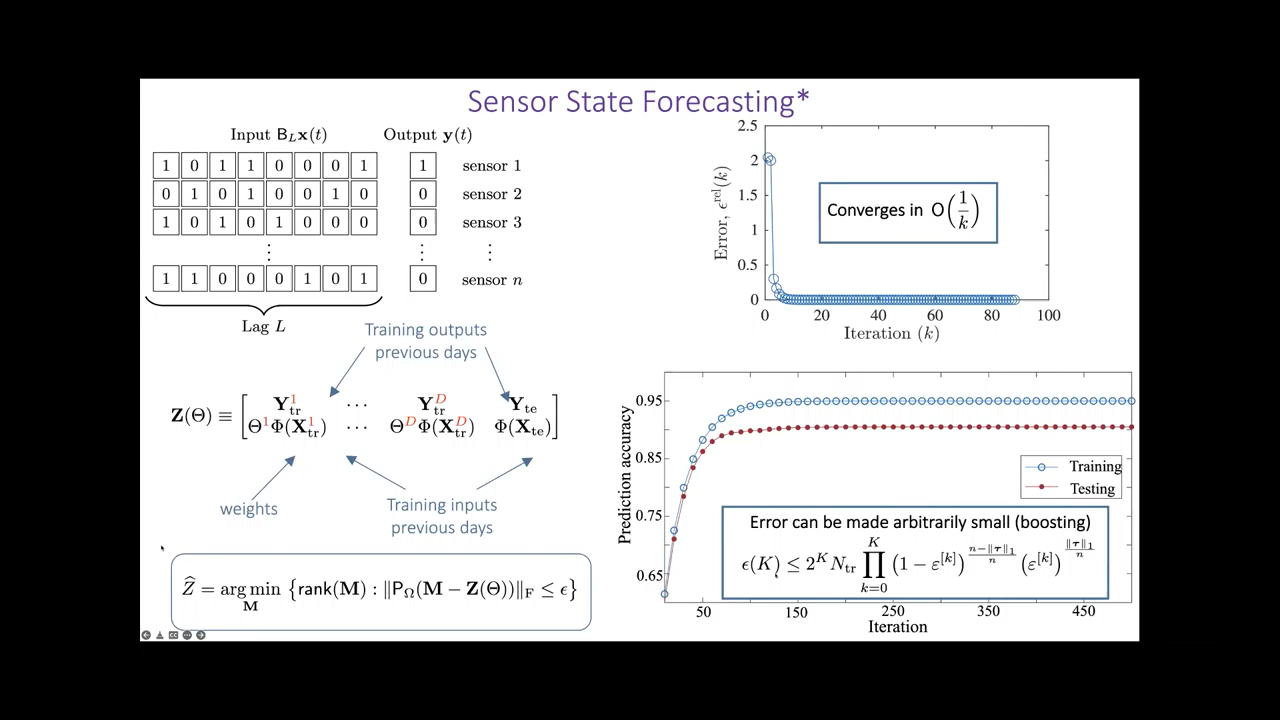 Sensor State Forecasting*
Input B_L x(t) Output y(t)
1 0 1 1 0 0 0 1 1 sensor 1
0 1 0 1 0 0 1 0 0 sensor 2
1 0 1 0 1 0 0 0 0 sensor 3
⋮ ⋮ ⋮
1 1 0 0 0 1 0 1 0 sensor n
Lag L
Training outputs
previous days
Z(Θ) ≡ [ Y_tr^1 ⋯ Y_tr^D Y_te
Θ^1Φ(X_tr^1) ⋯ Θ^DΦ(X_tr^D) Φ(X_te) ]
weights
Training inputs
previous days
Ẑ = arg min_M {rank(M) : ‖P_Ω(M − Z(Θ))‖_F ≤ ϵ}
2.5
2
1.5
1
0.5
0
Error, ϵ^rel(k)
Converges in O(1/k)
0 20 40 60 80 100
Iteration (k)
0.95
0.85
0.75
0.65
Prediction accuracy
Training
Testing
Error can be made arbitrarily small (boosting)
ϵ(K) ≤ 2^K N_tr ∏_{k=0}^{K} (1 − ε^[k])^{(n−‖τ‖_1)/n} (ε^[k])^{‖τ‖_1/n}
50 150 250 350 450
Iteration